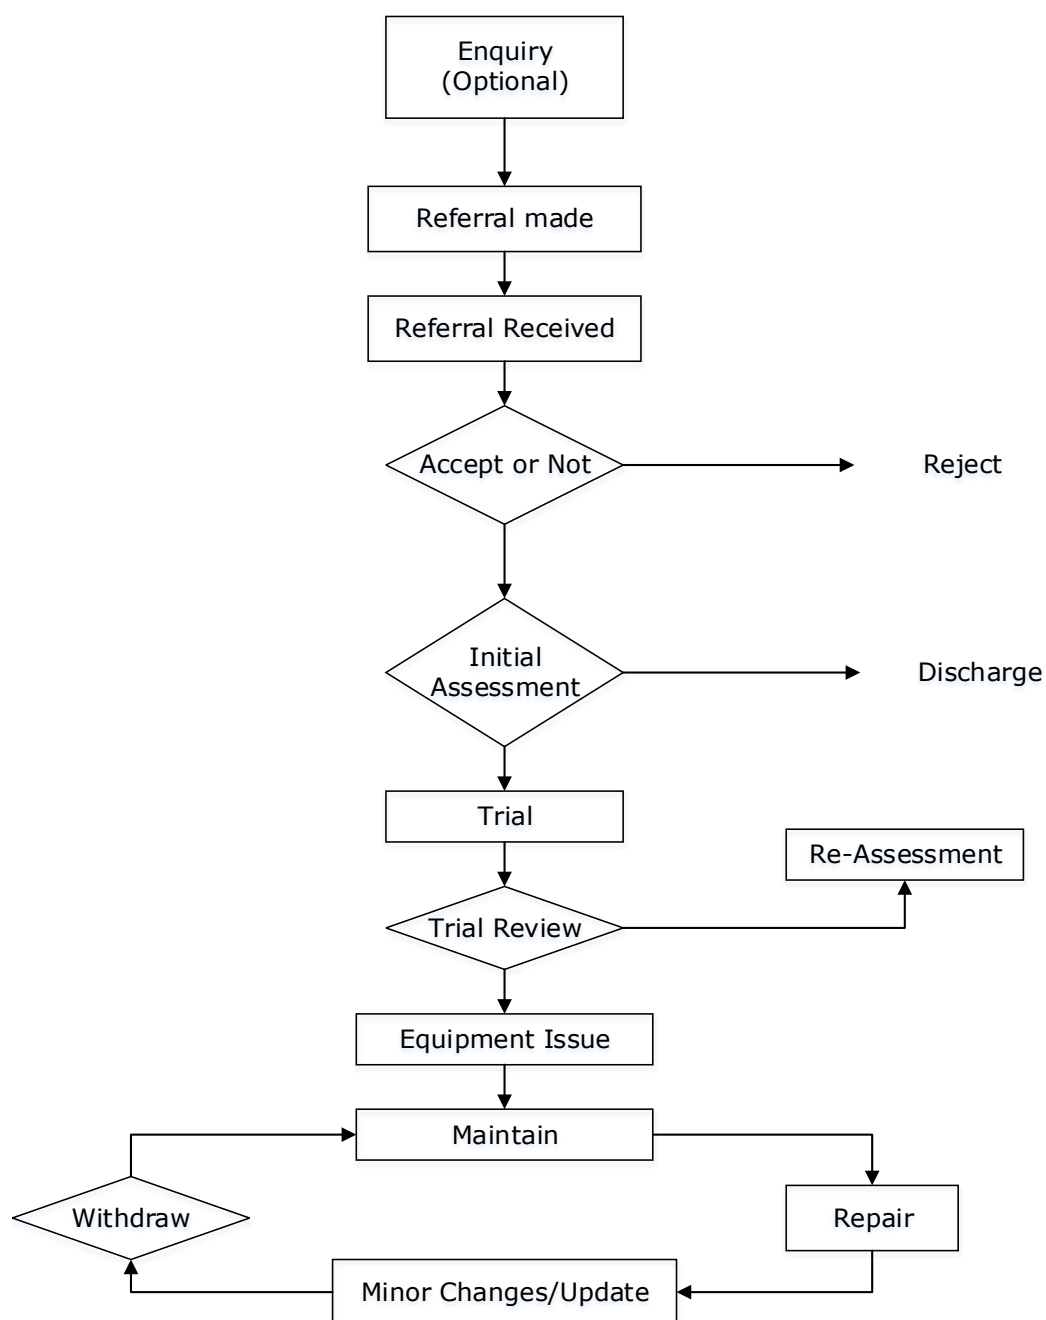 Enquiry
(Optional)
Referral made
Referral Received
Accept or Not
Reject
Initial
Assessment
Discharge
Trial
Re-Assessment
Trial Review
Equipment Issue
Maintain
Withdraw
Repair
Minor Changes/Update